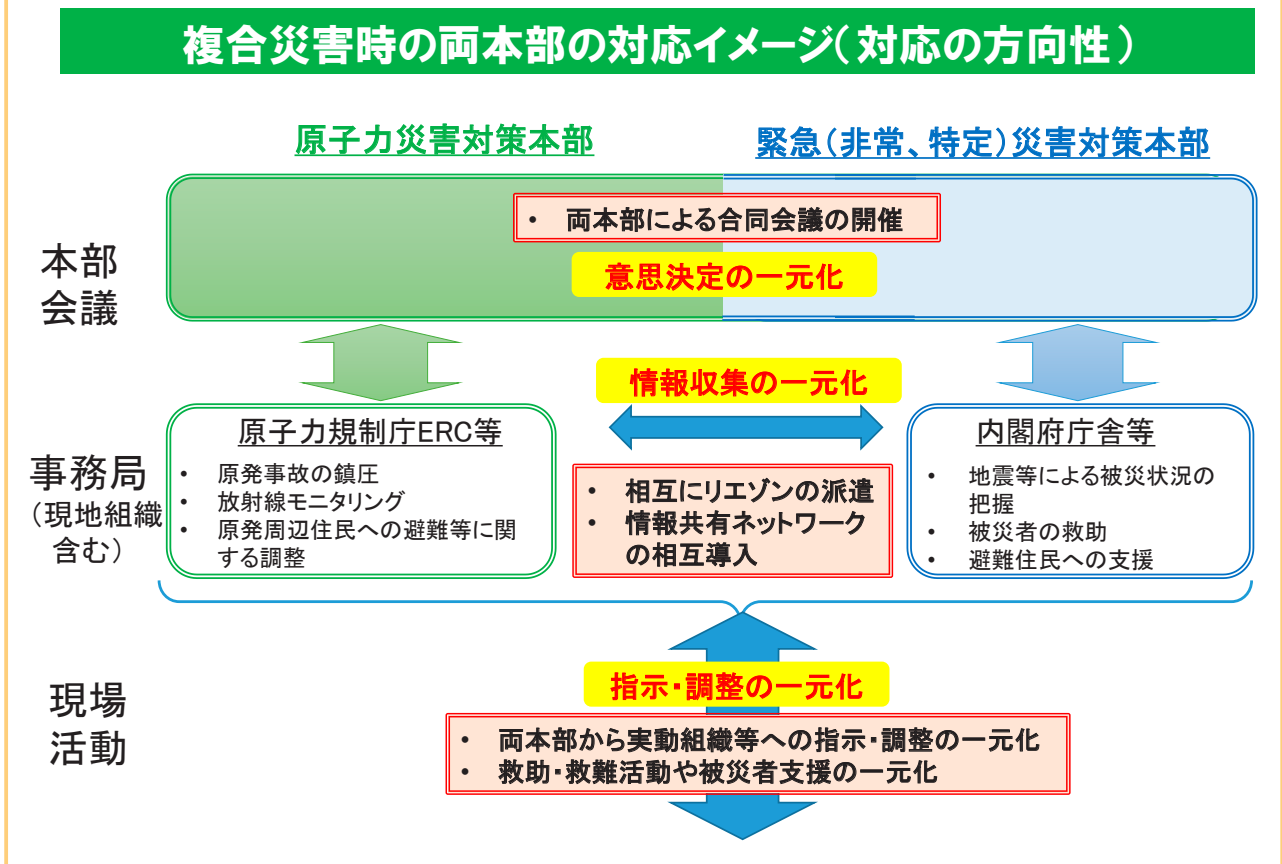 複合災害時の両本部の対応イメージ(対応の方向性)
原子力災害対策本部
緊急(非常、特定)災害対策本部
本部
会議
• 両本部による合同会議の開催
意思決定の一元化
情報収集の一元化
事務局
(現地組織
含む)
原子力規制庁ERC等
• 原発事故の鎮圧
• 放射線モニタリング
• 原発周辺住民への避難等に関
する調整
• 相互にリエゾンの派遣
• 情報共有ネットワーク
の相互導入
内閣府庁舎等
• 地震等による被災状況の
把握
• 被災者の救助
• 避難住民への支援
現場
活動
指示・調整の一元化
• 両本部から実動組織等への指示・調整の一元化
• 救助・救難活動や被災者支援の一元化